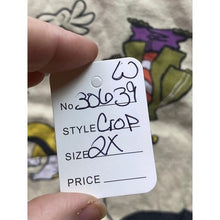 W
No. 30639
STYLE Crop
SIZE 2X
PRICE